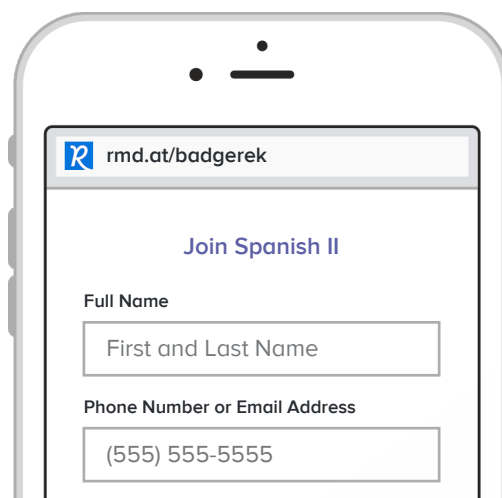 rmd.at/badgerek
Join Spanish II
Full Name
First and Last Name
Phone Number or Email Address
(555) 555-5555